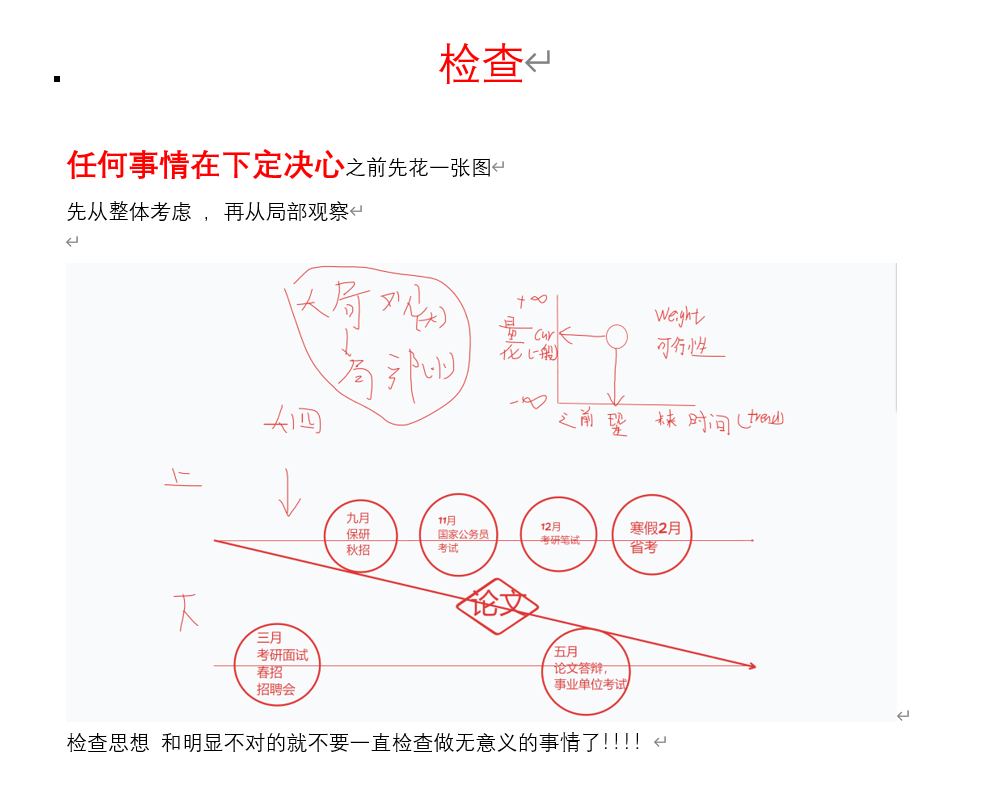 检查
任何事情在下定决心之前先花一张图
先从整体考虑 ，再从局部观察
大局观(大)
局部(小)
+∞
量化
cur
(一般)
-∞
Weight
可行性
之前 现 未来 时间 (trend)
大四
上
九月
保研
秋招
11月
国家公务员
考试
12月
考研笔试
寒假2月
省考
论文
下
三月
考研面试
春招
招聘会
五月
论文答辩，
事业单位考试
检查思想 和明显不对的就不要一直检查做无意义的事情了!!!!